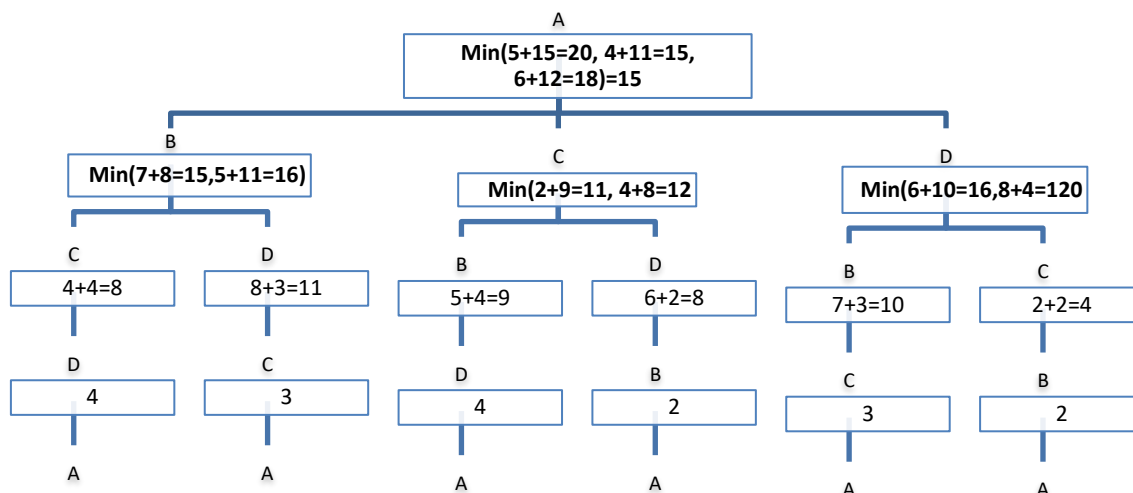 A
Min(5+15=20, 4+11=15,
6+12=18)=15
B
C
D
Min(7+8=15,5+11=16)
Min(2+9=11, 4+8=12
Min(6+10=16,8+4=120
C
D
B
D
B
C
4+4=8
8+3=11
5+4=9
6+2=8
7+3=10
2+2=4
D
C
D
B
C
B
4
3
4
2
3
2
A
A
A
A
A
A